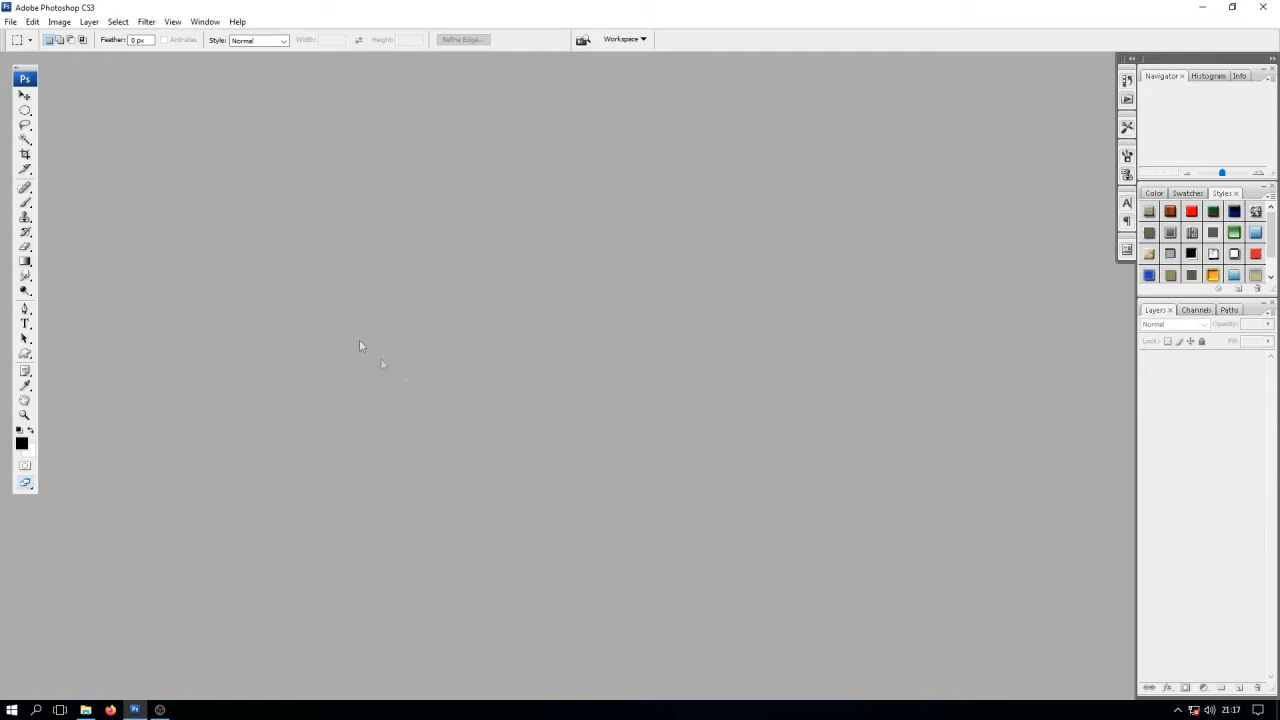 Adobe Photoshop CS3
File Edit Image Layer Select Filter View Window Help
Feather: 0 px Anti-alias Style: Normal Width: Height: Refine Edge... Workspace
Ps
Navigator Histogram Info
Color Swatches Styles
Layers Channels Paths
Normal Opacity:
Lock: Fill:
21:17